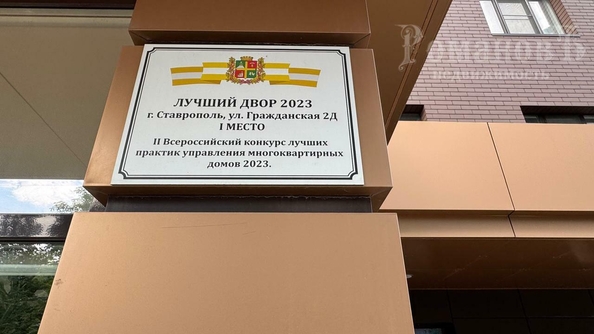 РомановЪ
недвижимость
ЛУЧШИЙ ДВОР 2023
г. Ставрополь, ул. Гражданская 2Д
I МЕСТО
II Всероссийский конкурс лучших
практик управления многоквартирных
домов 2023.